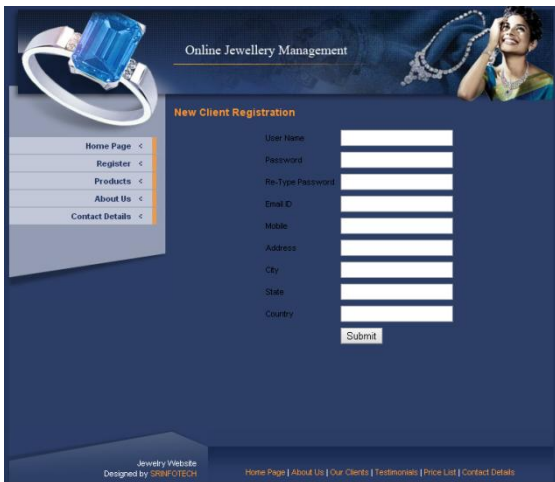 Online Jewellery Management
New Client Registration
Home Page <
Register <
Products <
About Us <
Contact Details <
User Name
Password
Re-Type Password
Email ID
Mobile
Address
City
State
Country
Submit
Jewelry Website
Designed by SRINFOTECH
Home Page | About Us | Our Clients | Testimonials | Price List | Contact Details